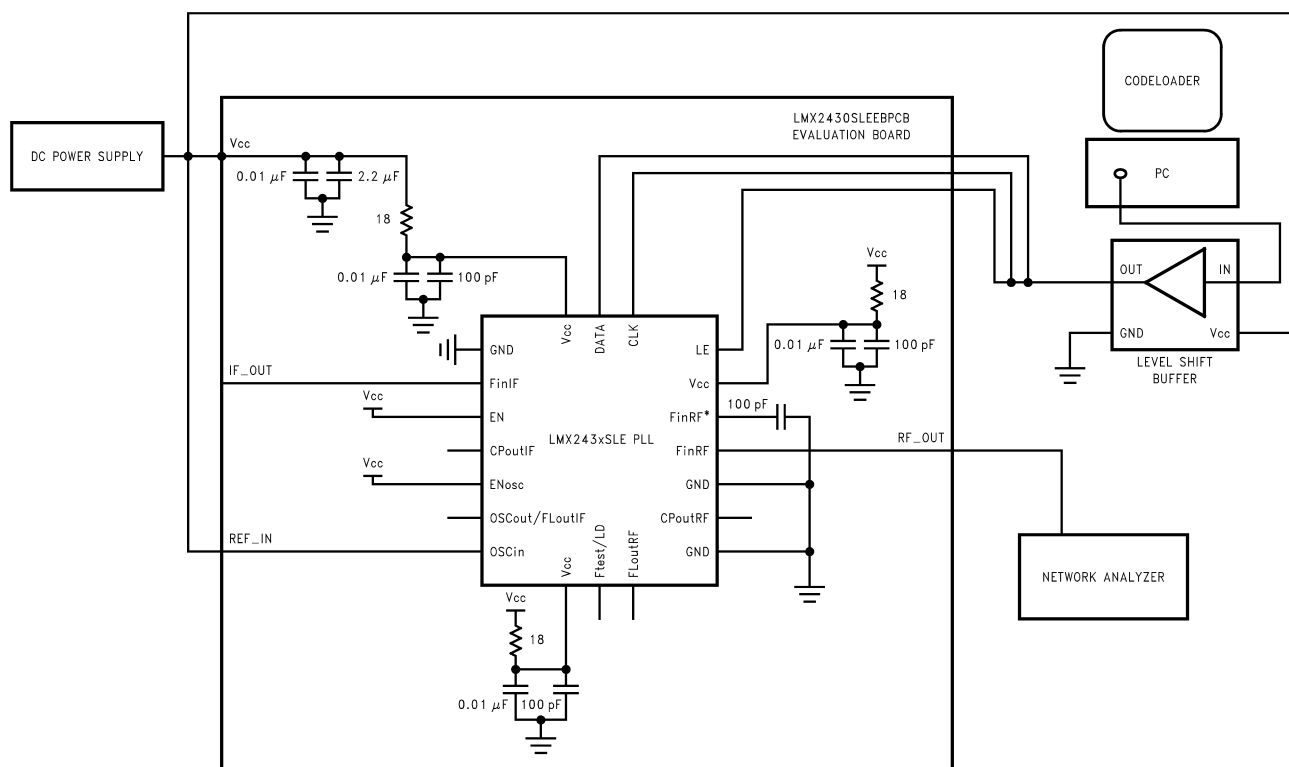 CODELOADER
LMX2430SLEEBPCB
EVALUATION BOARD
DC POWER SUPPLY
Vcc
PC
0.01 µF
2.2 µF
18
OUT
IN
GND
Vcc
LEVEL SHIFT
BUFFER
0.01 µF
100 pF
Vcc
18
0.01 µF
100 pF
Vcc
DATA
CLK
GND
LE
IF_OUT
FinIF
Vcc
Vcc
EN
FinRF*
100 pF
LMX243xSLE PLL
CPoutIF
FinRF
RF_OUT
Vcc
ENosc
GND
OSCout/FLoutIF
CPoutRF
REF_IN
OSCin
GND
Vcc
Ftest/LD
FLoutRF
NETWORK ANALYZER
Vcc
18
0.01 µF
100 pF